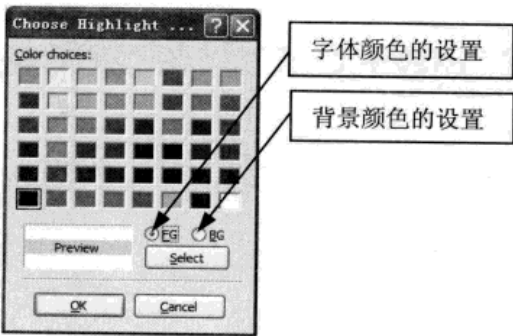 Choose Highlight ...
Color choices:
字体颜色的设置
背景颜色的设置
FG
BG
Preview
Select
OK
Cancel